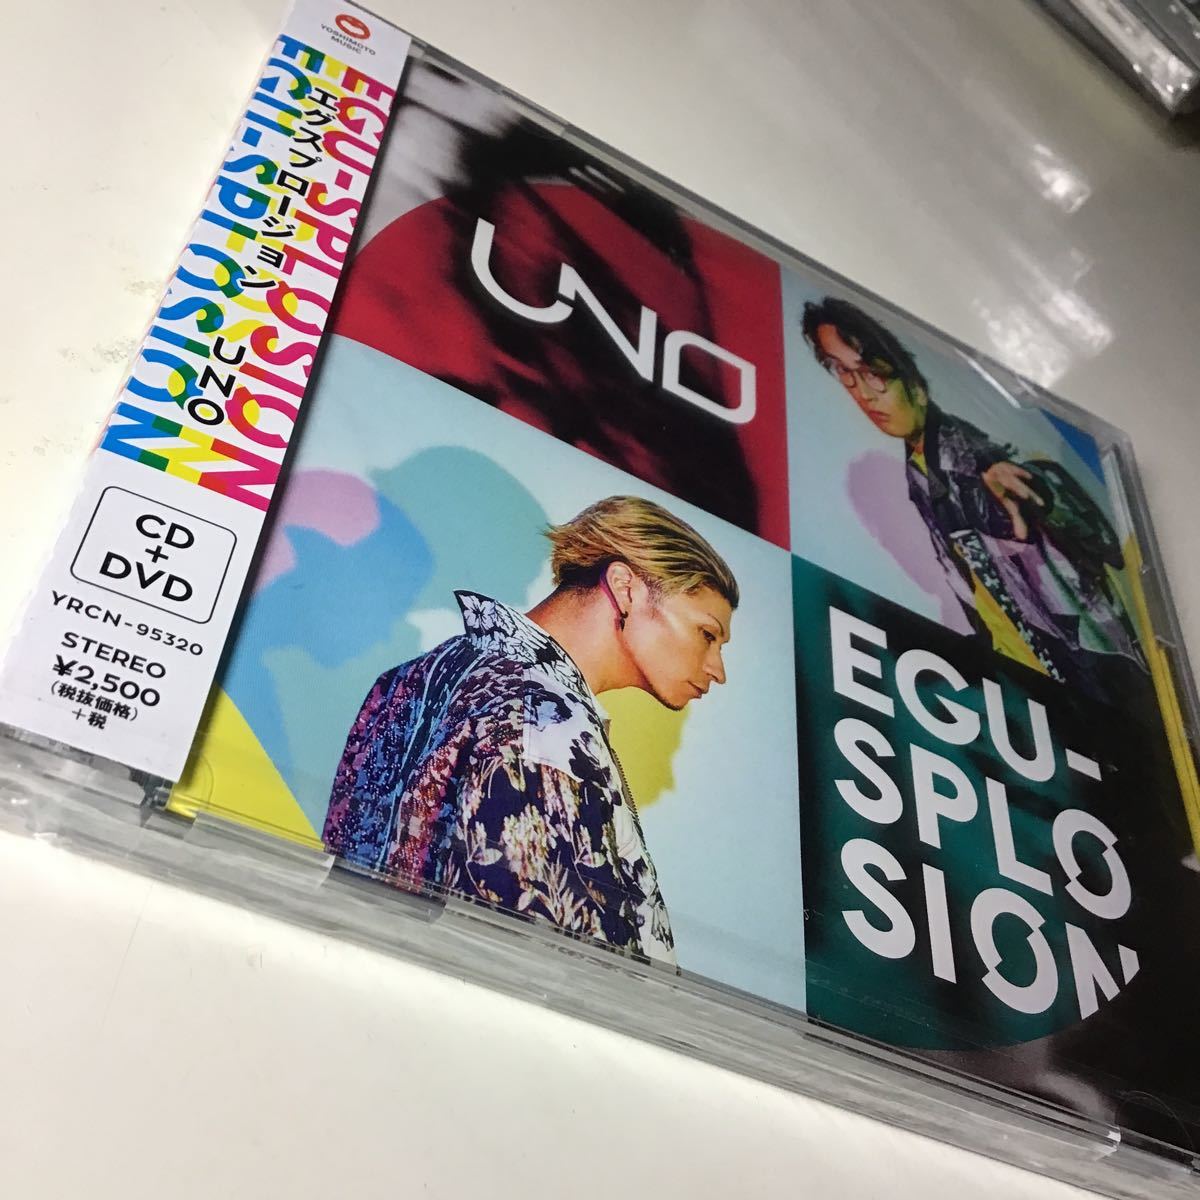 YOSHIMOTO
MUSIC
EGU-SPLOSION
エグスプロージョン UNO
EGU-SPLOSION
CD
+
DVD
YRCN-95320
STEREO
¥2,500
(税抜価格)
+税
UNO
EGU-
SPLO
SION